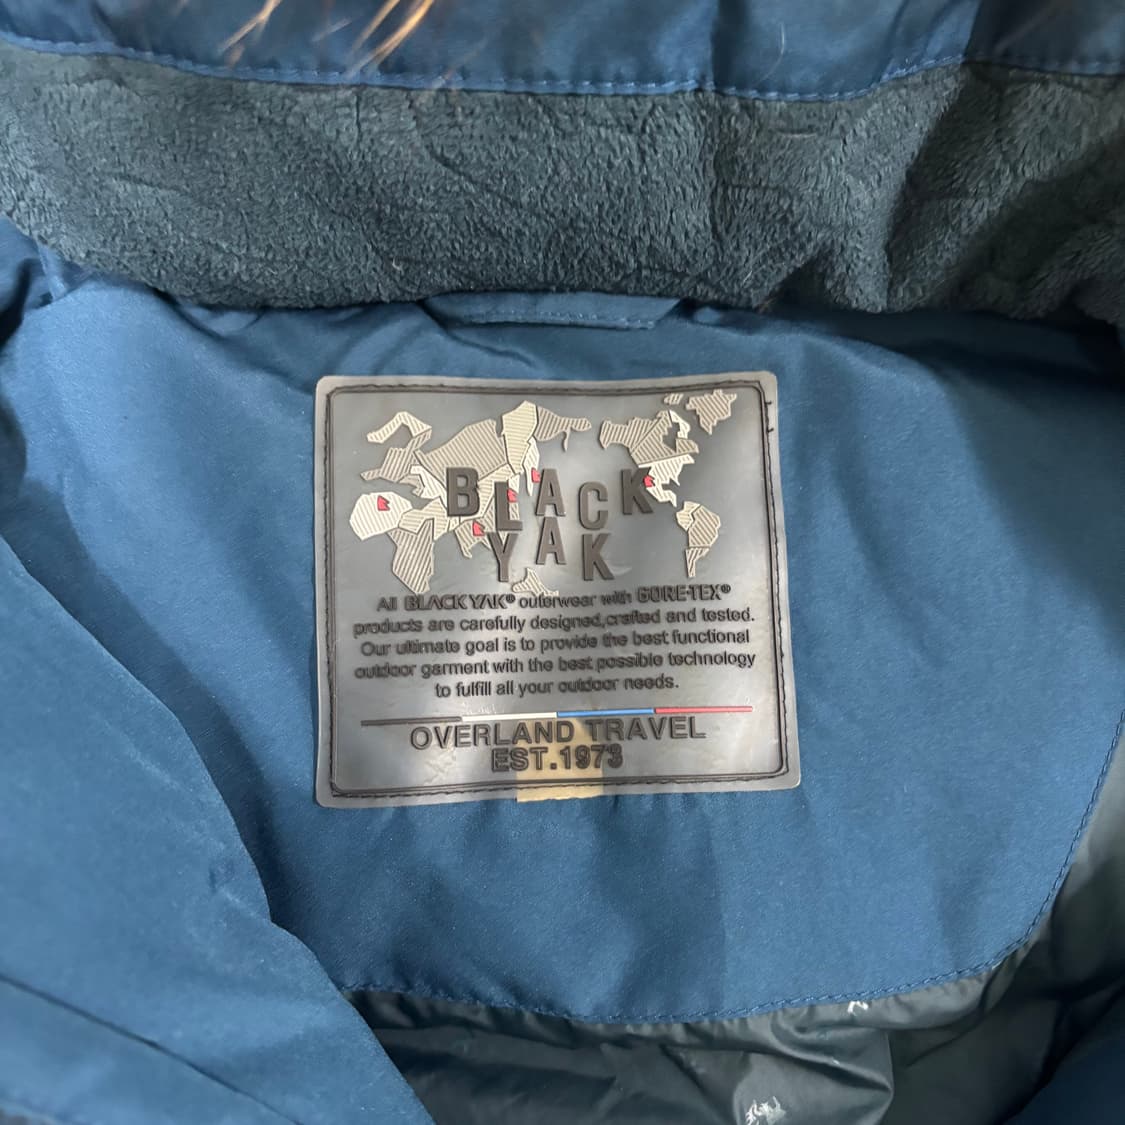 BLACK
YAK
All BLACKYAK® outerwear with GORE-TEX®
products are carefully designed,crafted and tested.
Our ultimate goal is to provide the best functional
outdoor garment with the best possible technology
to fulfill all your outdoor needs.
OVERLAND TRAVEL
EST.1973